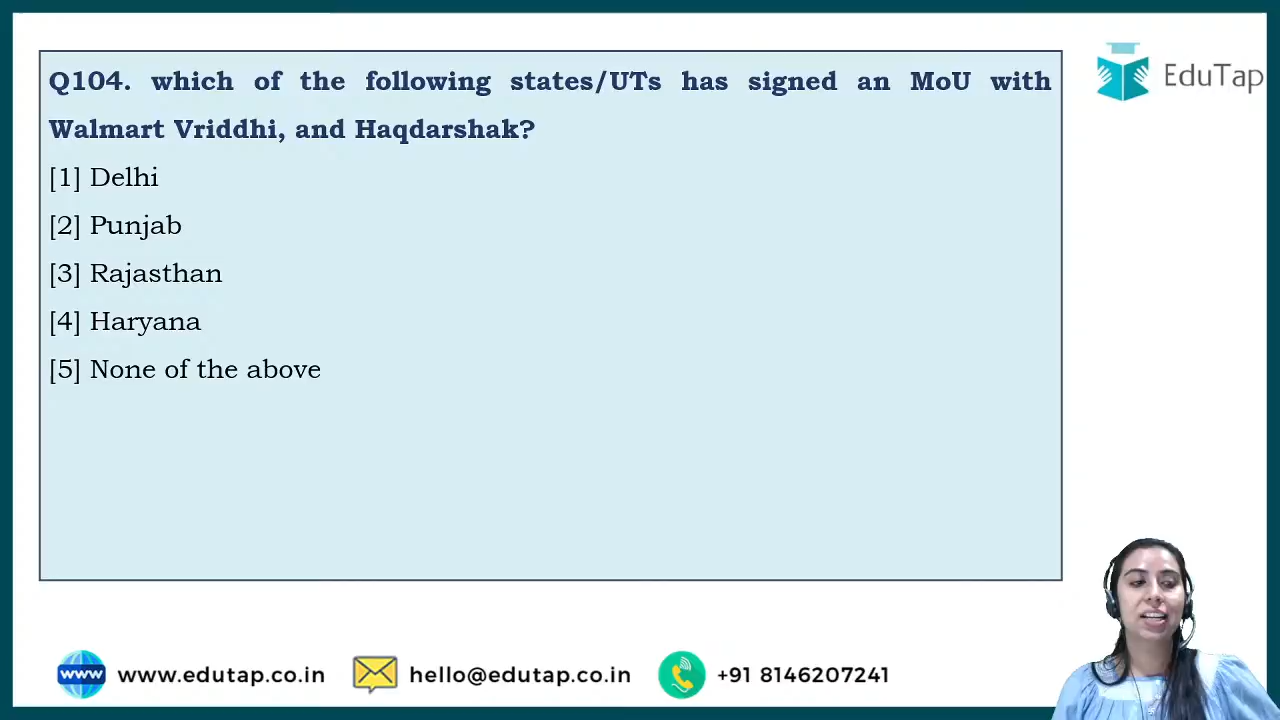 Q104. which of the following states/UTs has signed an MoU with
Walmart Vriddhi, and Haqdarshak?
[1] Delhi
[2] Punjab
[3] Rajasthan
[4] Haryana
[5] None of the above
EduTap
www
www.edutap.co.in
hello@edutap.co.in
+91 8146207241